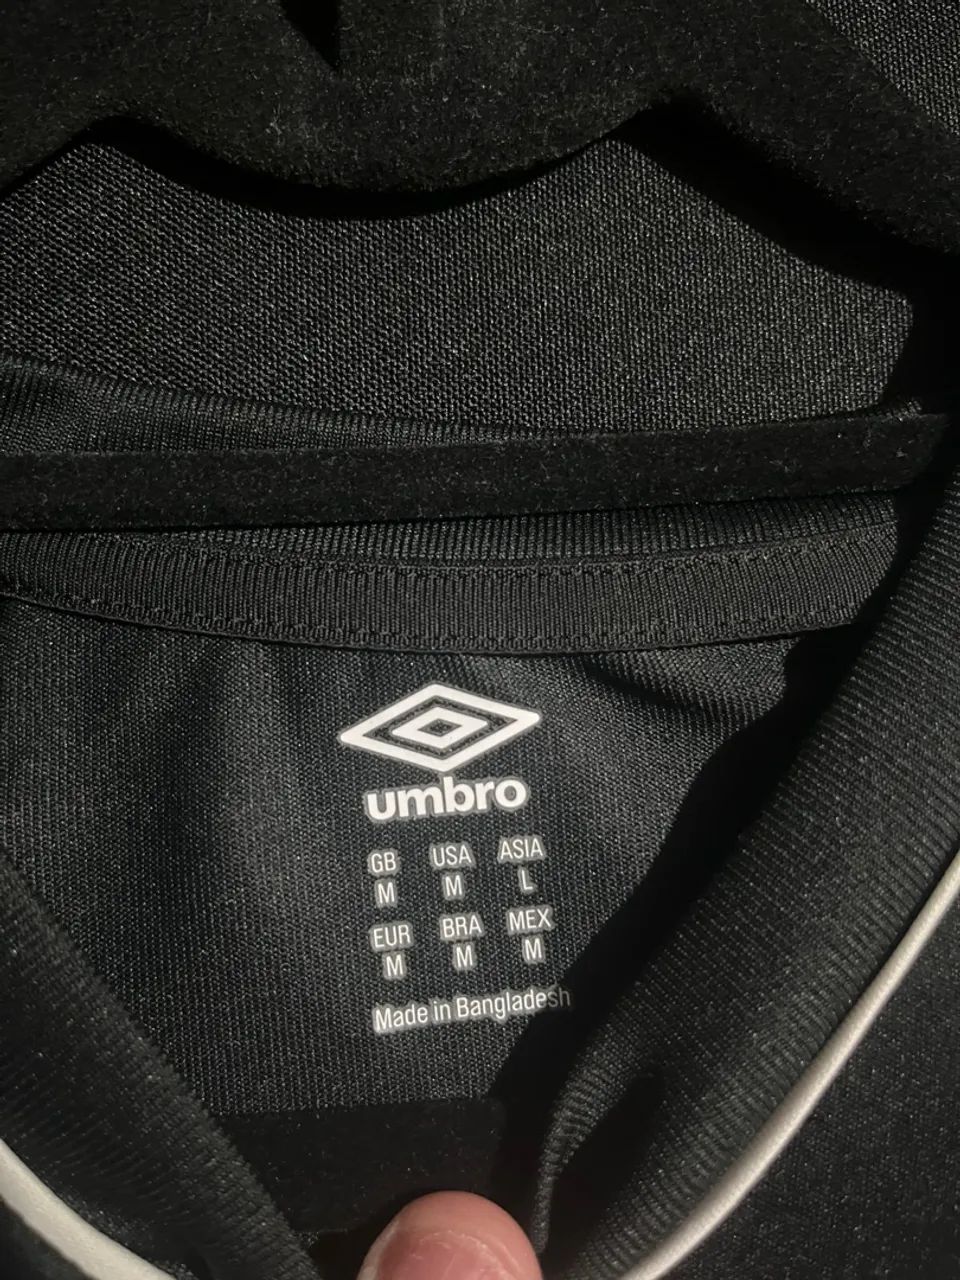 umbro
GB USA ASIA
M M L
EUR BRA MEX
M M M
Made in Bangladesh